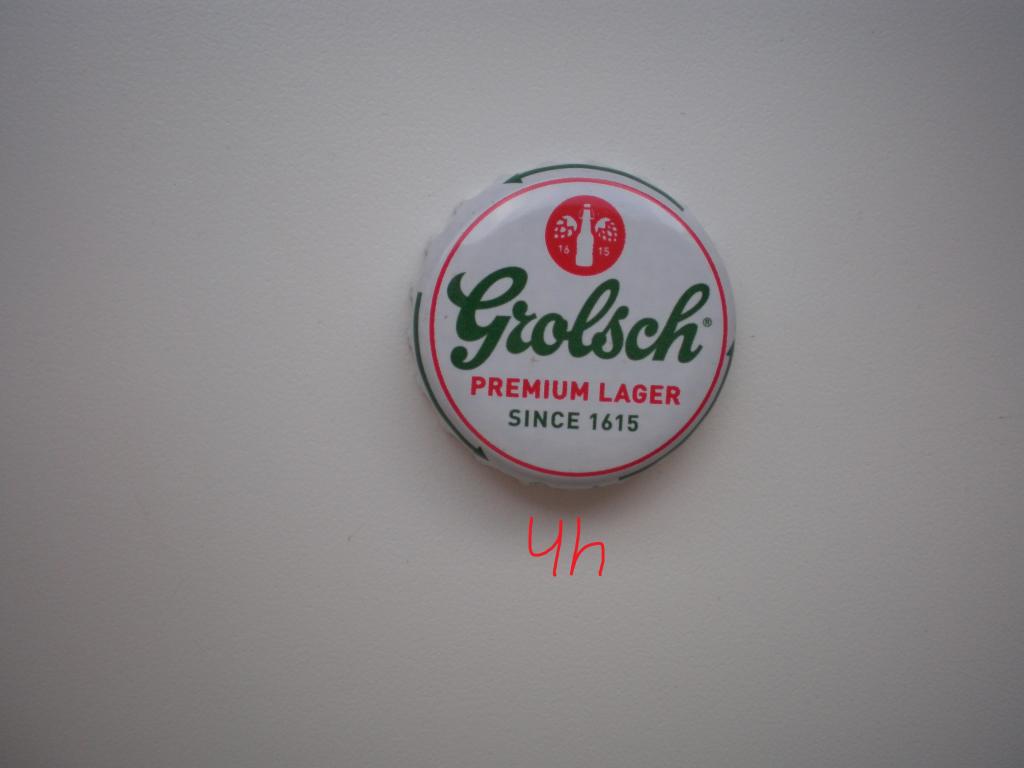 16 15
Grolsch®
PREMIUM LAGER
SINCE 1615
4h